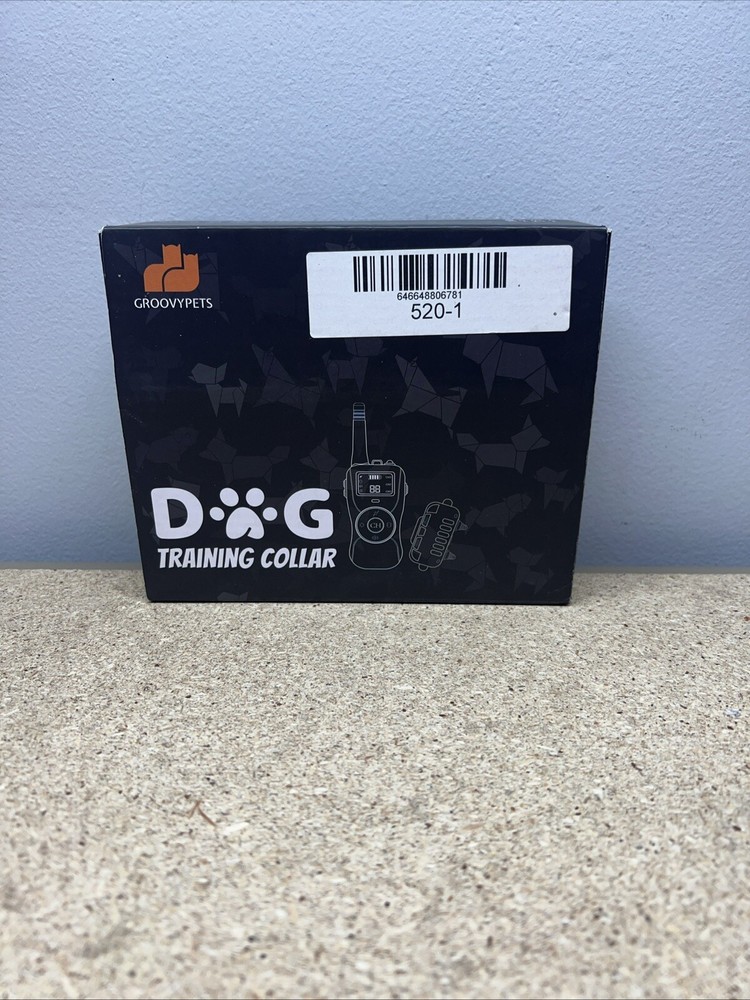 GROOVYPETS
646648806781
520-1
88
CH
DOG
TRAINING COLLAR